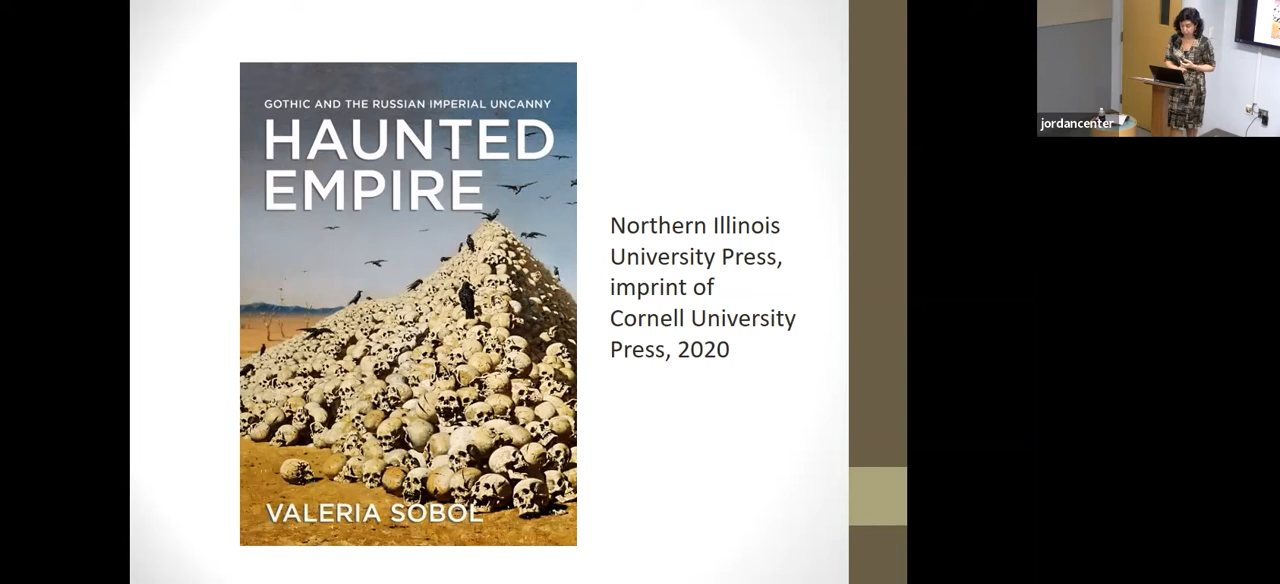 GOTHIC AND THE RUSSIAN IMPERIAL UNCANNY
HAUNTED
EMPIRE
VALERIA SOBOL
Northern Illinois
University Press,
imprint of
Cornell University
Press, 2020
jordancenter